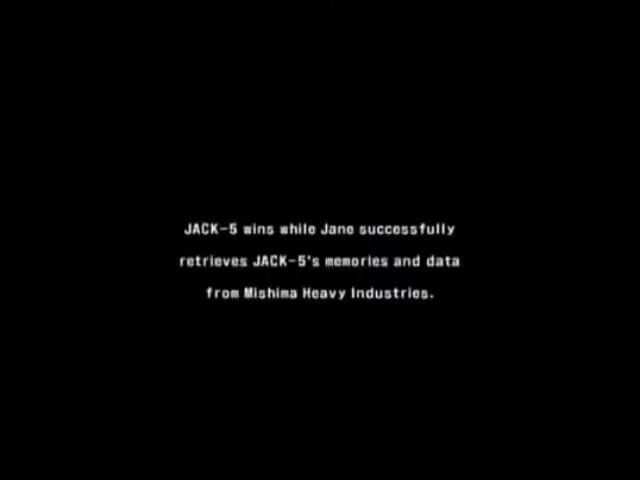 JACK-5 wins while Jane successfully
retrieves JACK-5's memories and data
from Mishima Heavy Industries.